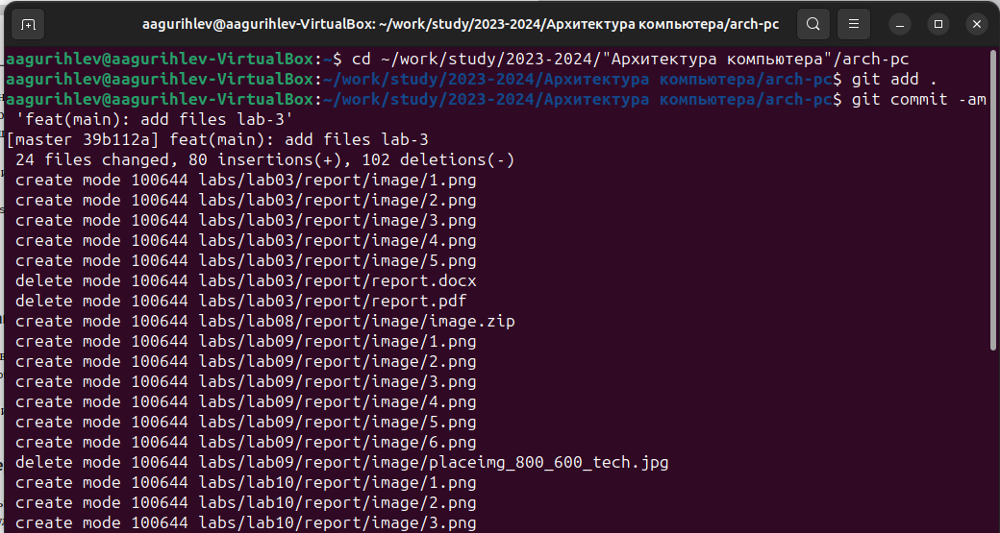 aagurihlev@aagurihlev-VirtualBox: ~/work/study/2023-2024/Архитектура компьютера/arch-pc
aagurihlev@aagurihlev-VirtualBox:~$ cd ~/work/study/2023-2024/"Архитектура компьютера"/arch-pc
aagurihlev@aagurihlev-VirtualBox:~/work/study/2023-2024/Архитектура компьютера/arch-pc$ git add .
aagurihlev@aagurihlev-VirtualBox:~/work/study/2023-2024/Архитектура компьютера/arch-pc$ git commit -am
'feat(main): add files lab-3'
[master 39b112a] feat(main): add files lab-3
24 files changed, 80 insertions(+), 102 deletions(-)
create mode 100644 labs/lab03/report/image/1.png
create mode 100644 labs/lab03/report/image/2.png
create mode 100644 labs/lab03/report/image/3.png
create mode 100644 labs/lab03/report/image/4.png
create mode 100644 labs/lab03/report/image/5.png
delete mode 100644 labs/lab03/report/report.docx
delete mode 100644 labs/lab03/report/report.pdf
create mode 100644 labs/lab08/report/image/image.zip
create mode 100644 labs/lab09/report/image/1.png
create mode 100644 labs/lab09/report/image/2.png
create mode 100644 labs/lab09/report/image/3.png
create mode 100644 labs/lab09/report/image/4.png
create mode 100644 labs/lab09/report/image/5.png
create mode 100644 labs/lab09/report/image/6.png
delete mode 100644 labs/lab09/report/image/placeimg_800_600_tech.jpg
create mode 100644 labs/lab10/report/image/1.png
create mode 100644 labs/lab10/report/image/2.png
create mode 100644 labs/lab10/report/image/3.png